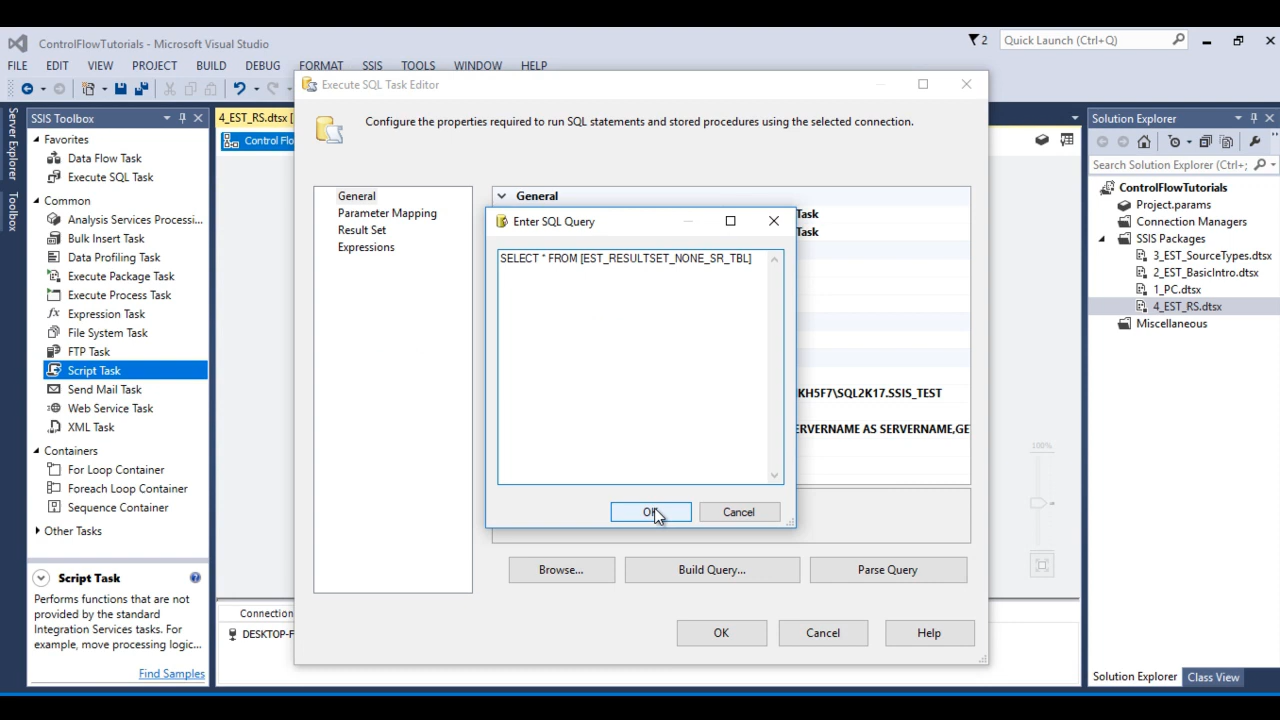 ControlFlowTutorials - Microsoft Visual Studio
2
Quick Launch (Ctrl+Q)
FILE EDIT VIEW PROJECT BUILD DEBUG FORMAT SSIS TOOLS WINDOW HELP
Server Explorer
Toolbox
SSIS Toolbox
Favorites
Data Flow Task
Execute SQL Task
Common
Analysis Services Processi...
Bulk Insert Task
Data Profiling Task
Execute Package Task
Execute Process Task
Expression Task
File System Task
FTP Task
Script Task
Send Mail Task
Web Service Task
XML Task
Containers
For Loop Container
Foreach Loop Container
Sequence Container
Other Tasks
Script Task
Performs functions that are not
provided by the standard
Integration Services tasks. For
example, move processing logic...
Find Samples
4_EST_RS.dtsx [
Control Flo
Connection
DESKTOP-F
Execute SQL Task Editor
Configure the properties required to run SQL statements and stored procedures using the selected connection.
General
Parameter Mapping
Result Set
Expressions
General
Task
Task
KH5F7\SQL2K17.SSIS_TEST
ERVERNAME AS SERVERNAME,GE
Enter SQL Query
SELECT * FROM [EST_RESULTSET_NONE_SR_TBL]
OK
Cancel
Browse...
Build Query...
Parse Query
OK
Cancel
Help
100%
Solution Explorer
Search Solution Explorer (Ctrl+;
ControlFlowTutorials
Project.params
Connection Managers
SSIS Packages
3_EST_SourceTypes.dtsx
2_EST_BasicIntro.dtsx
1_PC.dtsx
4_EST_RS.dtsx
Miscellaneous
Solution Explorer
Class View